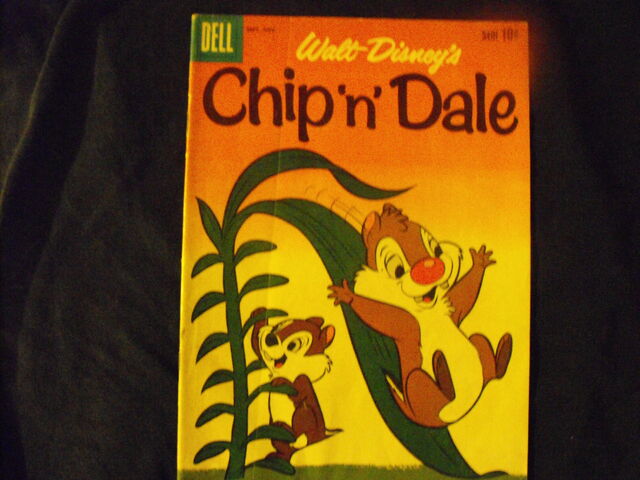 DELL
Walt Disney's
10¢
Chip 'n' Dale